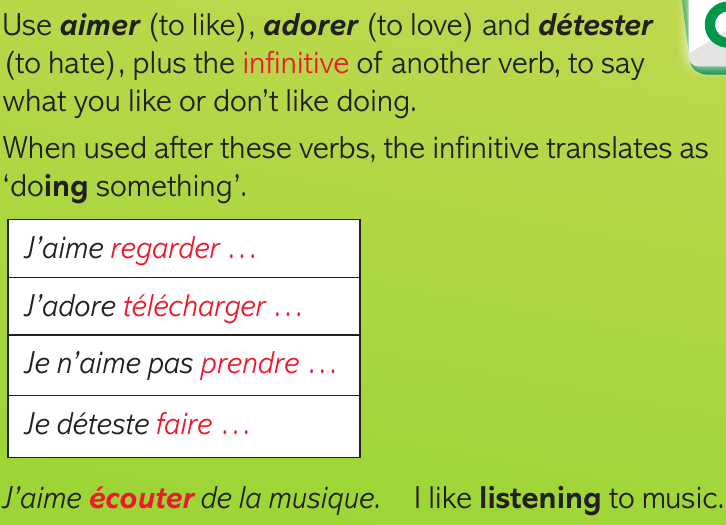 Use aimer (to like), adorer (to love) and détester
(to hate), plus the infinitive of another verb, to say
what you like or don't like doing.
When used after these verbs, the infinitive translates as
'doing something'.
J'aime regarder ...
J'adore télécharger ...
Je n'aime pas prendre ...
Je déteste faire ...
J'aime écouter de la musique. I like listening to music.